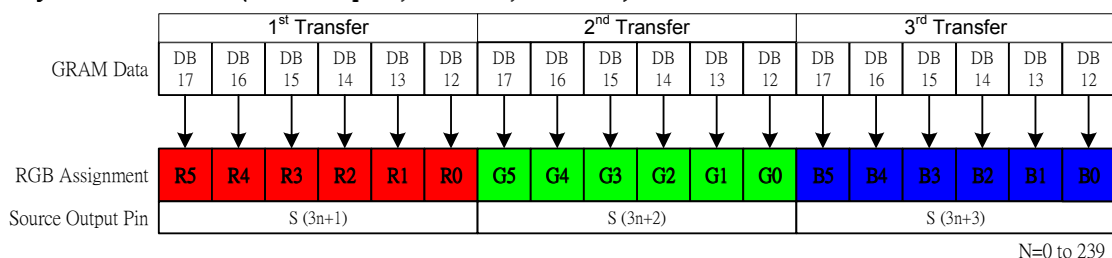 1st Transfer 2nd Transfer 3rd Transfer
GRAM Data DB 17 DB 16 DB 15 DB 14 DB 13 DB 12 DB 17 DB 16 DB 15 DB 14 DB 13 DB 12 DB 17 DB 16 DB 15 DB 14 DB 13 DB 12
RGB Assignment R5 R4 R3 R2 R1 R0 G5 G4 G3 G2 G1 G0 B5 B4 B3 B2 B1 B0
Source Output Pin S (3n+1) S (3n+2) S (3n+3)
N=0 to 239